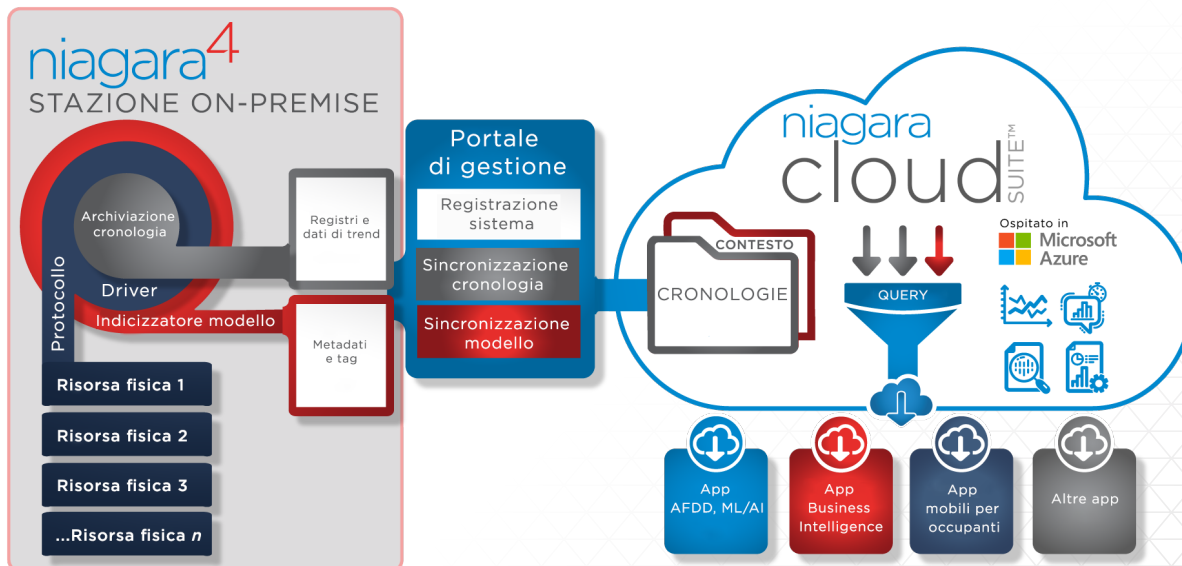 niagara4
STAZIONE ON-PREMISE
Archiviazione
cronologia
Protocollo
Driver
Indicizzatore modello
Registri e
dati di trend
Metadati
e tag
Risorsa fisica 1
Risorsa fisica 2
Risorsa fisica 3
...Risorsa fisica n
Portale
di gestione
Registrazione
sistema
Sincronizzazione
cronologia
Sincronizzazione
modello
niagara
cloud
SUITE™
CONTESTO
CRONOLOGIE
QUERY
Ospitato in
Microsoft
Azure
App
AFDD, ML/AI
App
Business
Intelligence
App
mobili per
occupanti
Altre app